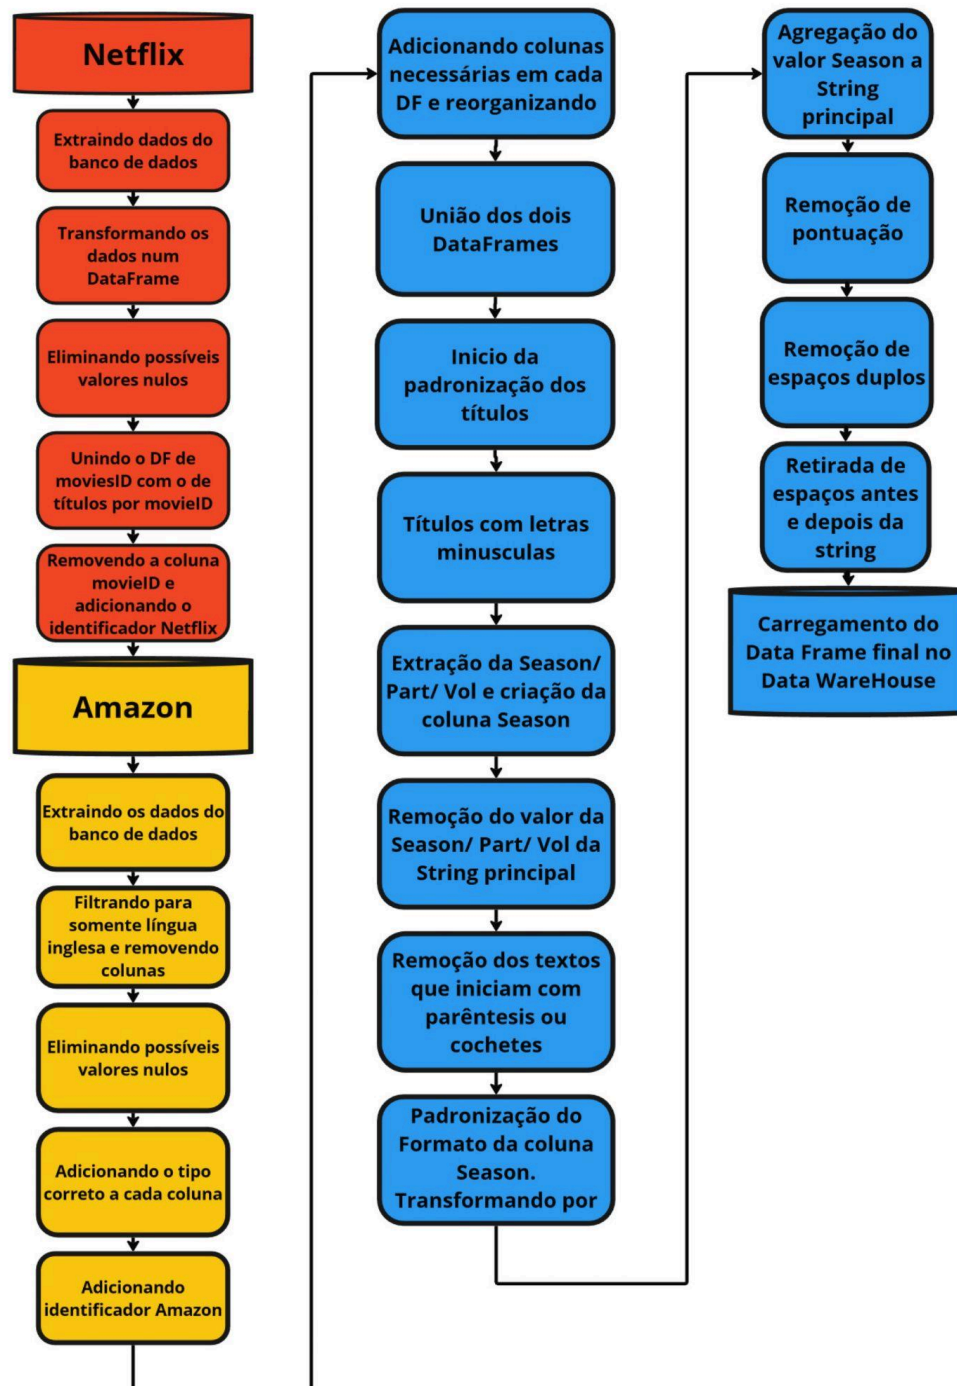 Netflix
Extraindo dados do
banco de dados
Transformando os
dados num
DataFrame
Eliminando possíveis
valores nulos
Unindo o DF de
moviesID com o de
títulos por movieID
Removendo a coluna
movieID e
adicionando o
identificador Netflix
Amazon
Extraindo os dados do
banco de dados
Filtrando para
somente língua
inglesa e removendo
colunas
Eliminando possíveis
valores nulos
Adicionando o tipo
correto a cada coluna
Adicionando
identificador Amazon
Adicionando colunas
necessárias em cada
DF e reorganizando
União dos dois
DataFrames
Inicio da
padronização dos
títulos
Títulos com letras
minusculas
Extração da Season/
Part/ Vol e criação da
coluna Season
Remoção do valor da
Season/ Part/ Vol da
String principal
Remoção dos textos
que iniciam com
parêntesis ou
cochetes
Padronização do
Formato da coluna
Season.
Transformando por
Agregação do
valor Season a
String
principal
Remoção de
pontuação
Remoção de
espaços duplos
Retirada de
espaços antes
e depois da
string
Carregamento do
Data Frame final no
Data WareHouse